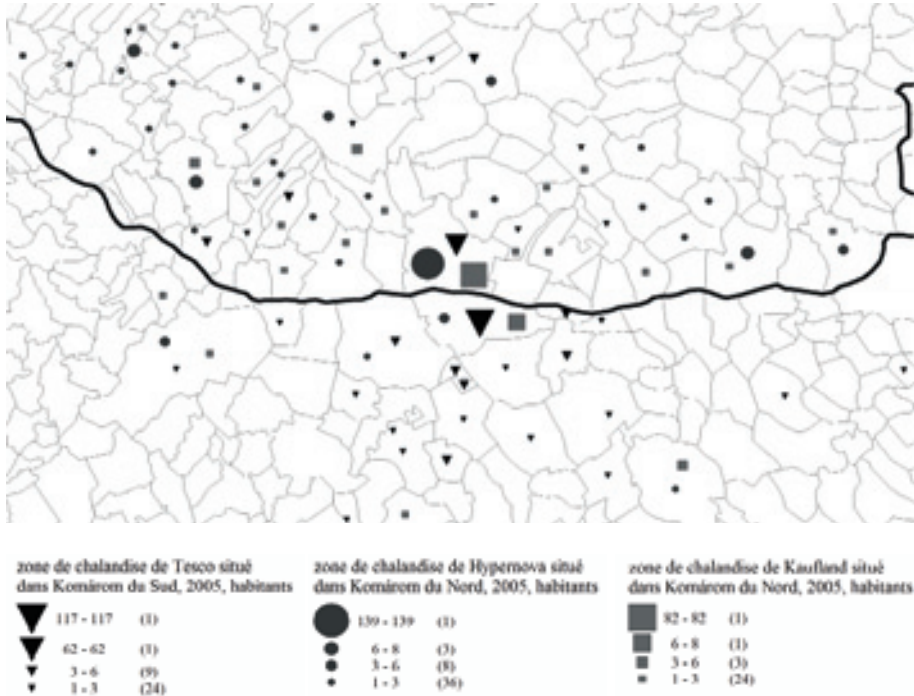 zone de chalandise de Tesco situé
dans Komárom du Sud, 2005, habitants
117 - 117 (1)
62 - 62 (1)
3 - 6 (9)
1 - 3 (24)
zone de chalandise de Hypernova situé
dans Komárom du Nord, 2005, habitants
139 - 139 (1)
6 - 8 (3)
3 - 6 (8)
1 - 3 (36)
zone de chalandise de Kaufland situé
dans Komárom du Nord, 2005, habitants
82 - 82 (1)
6 - 8 (1)
3 - 6 (3)
1 - 3 (24)